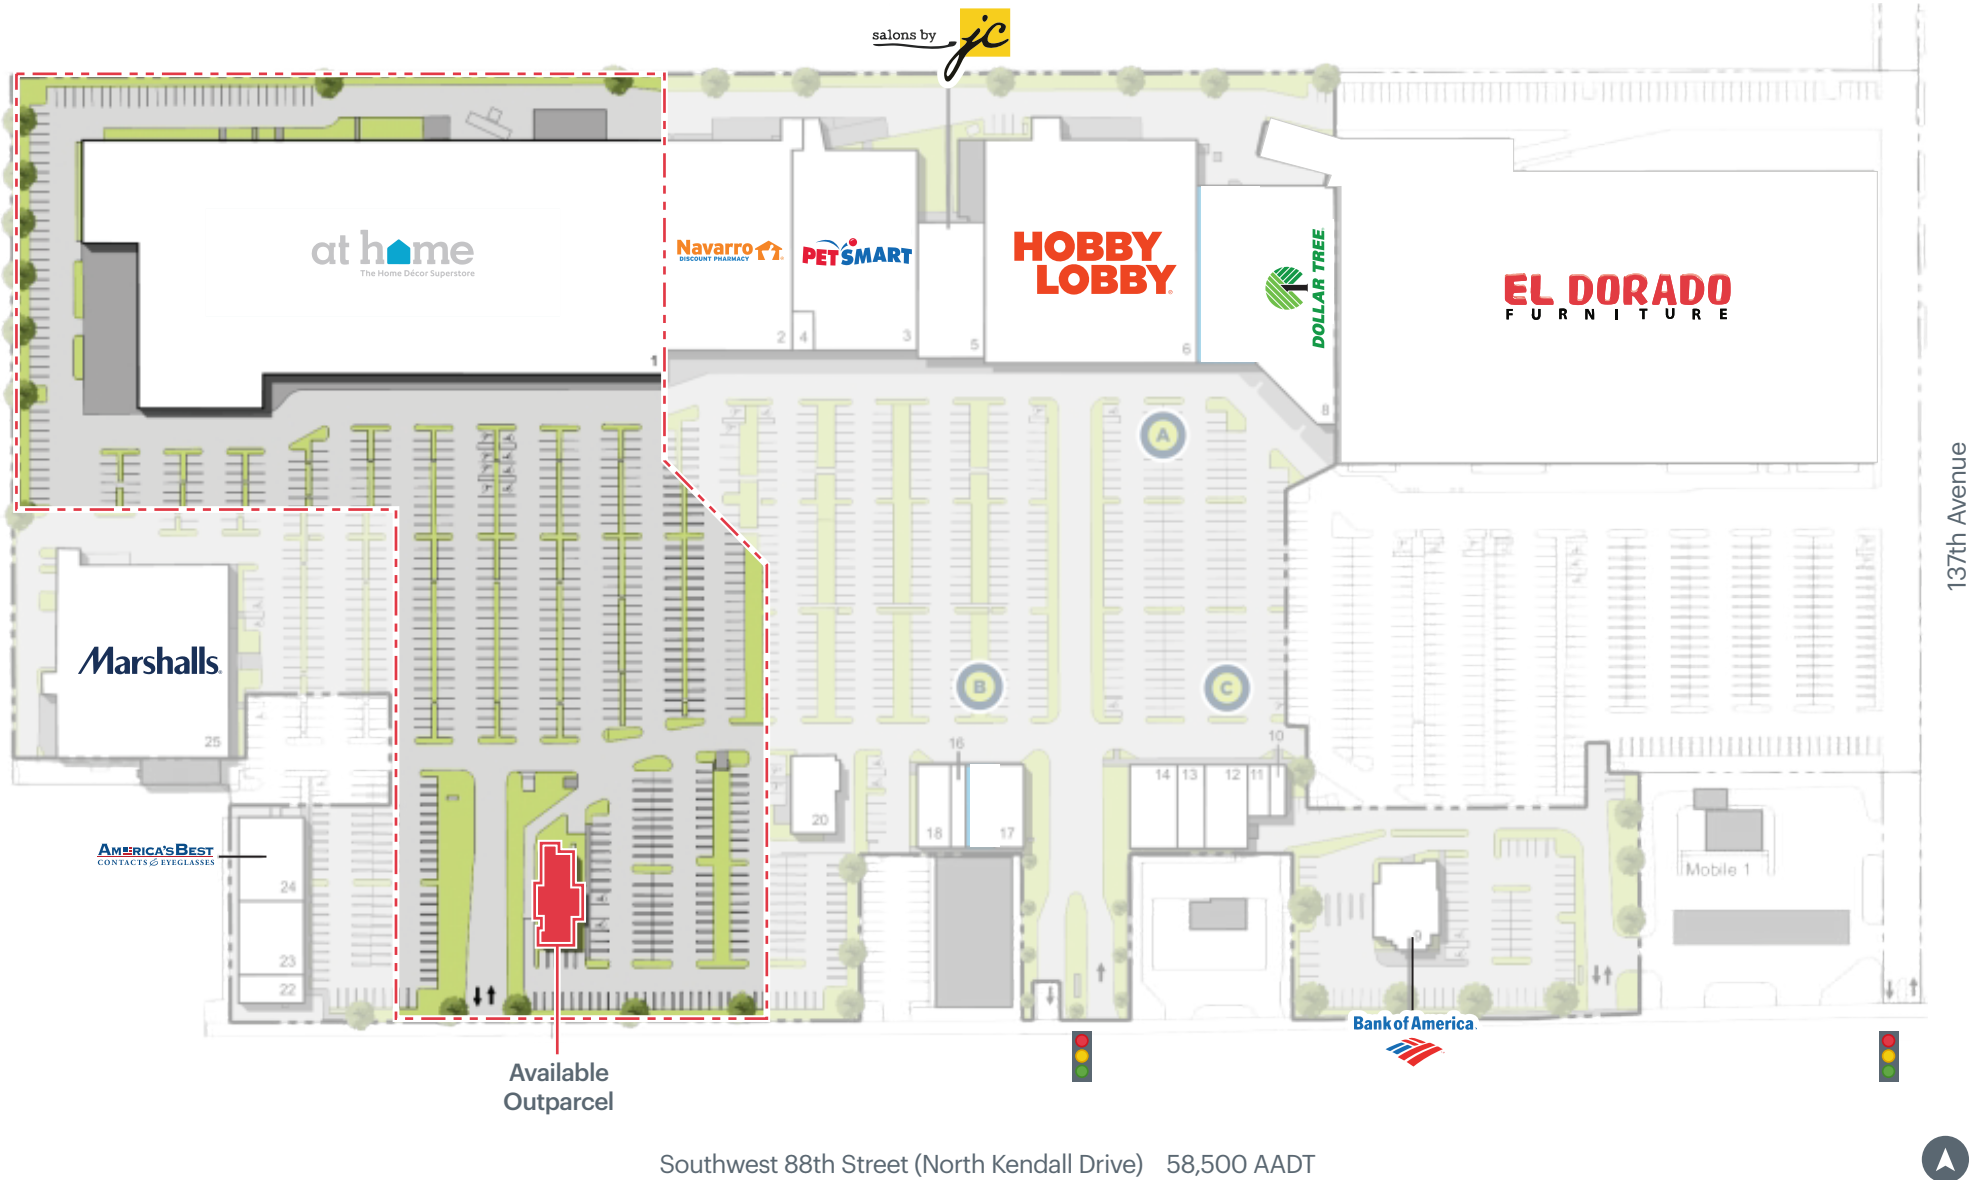 salons by jc
at home
The Home Décor Superstore
Navarro
DISCOUNT PHARMACY
PETSMART
HOBBY
LOBBY
DOLLAR TREE
EL DORADO
FURNITURE
1
2
4
3
5
6
8
A
B
C
137th Avenue
Marshalls
25
16
10
14
13
12
11
20
18
17
AMERICA'S BEST
CONTACTS & EYEGLASSES
24
23
22
9
Mobile 1
Bank of America
Available
Outparcel
Southwest 88th Street (North Kendall Drive) 58,500 AADT